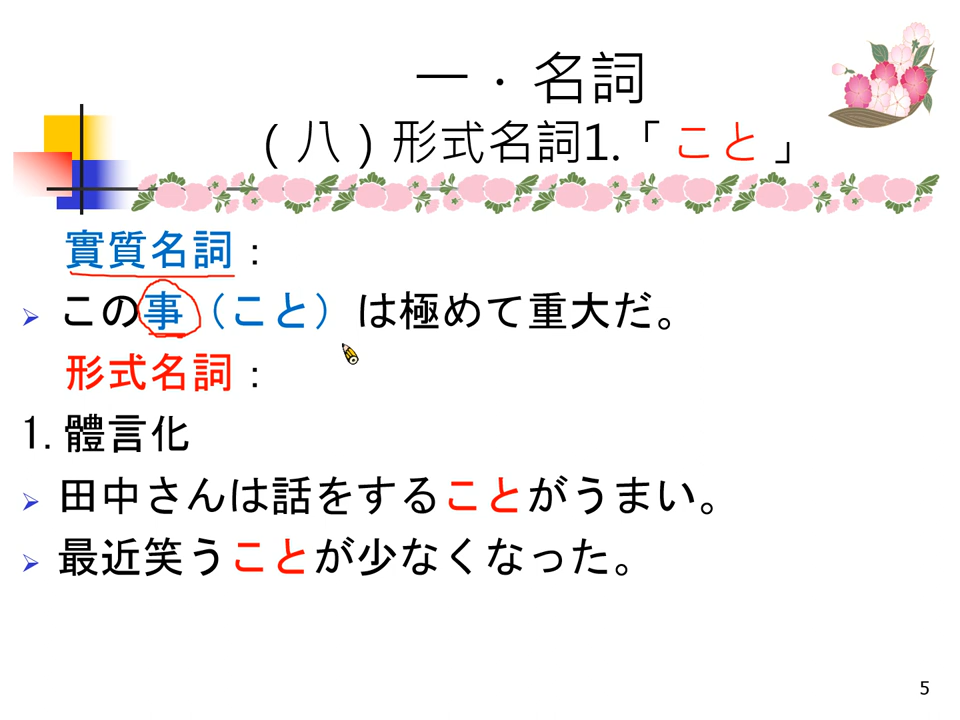 一．名詞
（八）形式名詞1.「こと」
實質名詞：
この事（こと）は極めて重大だ。
形式名詞：
1.體言化
田中さんは話をすることがうまい。
最近笑うことが少なくなった。
5